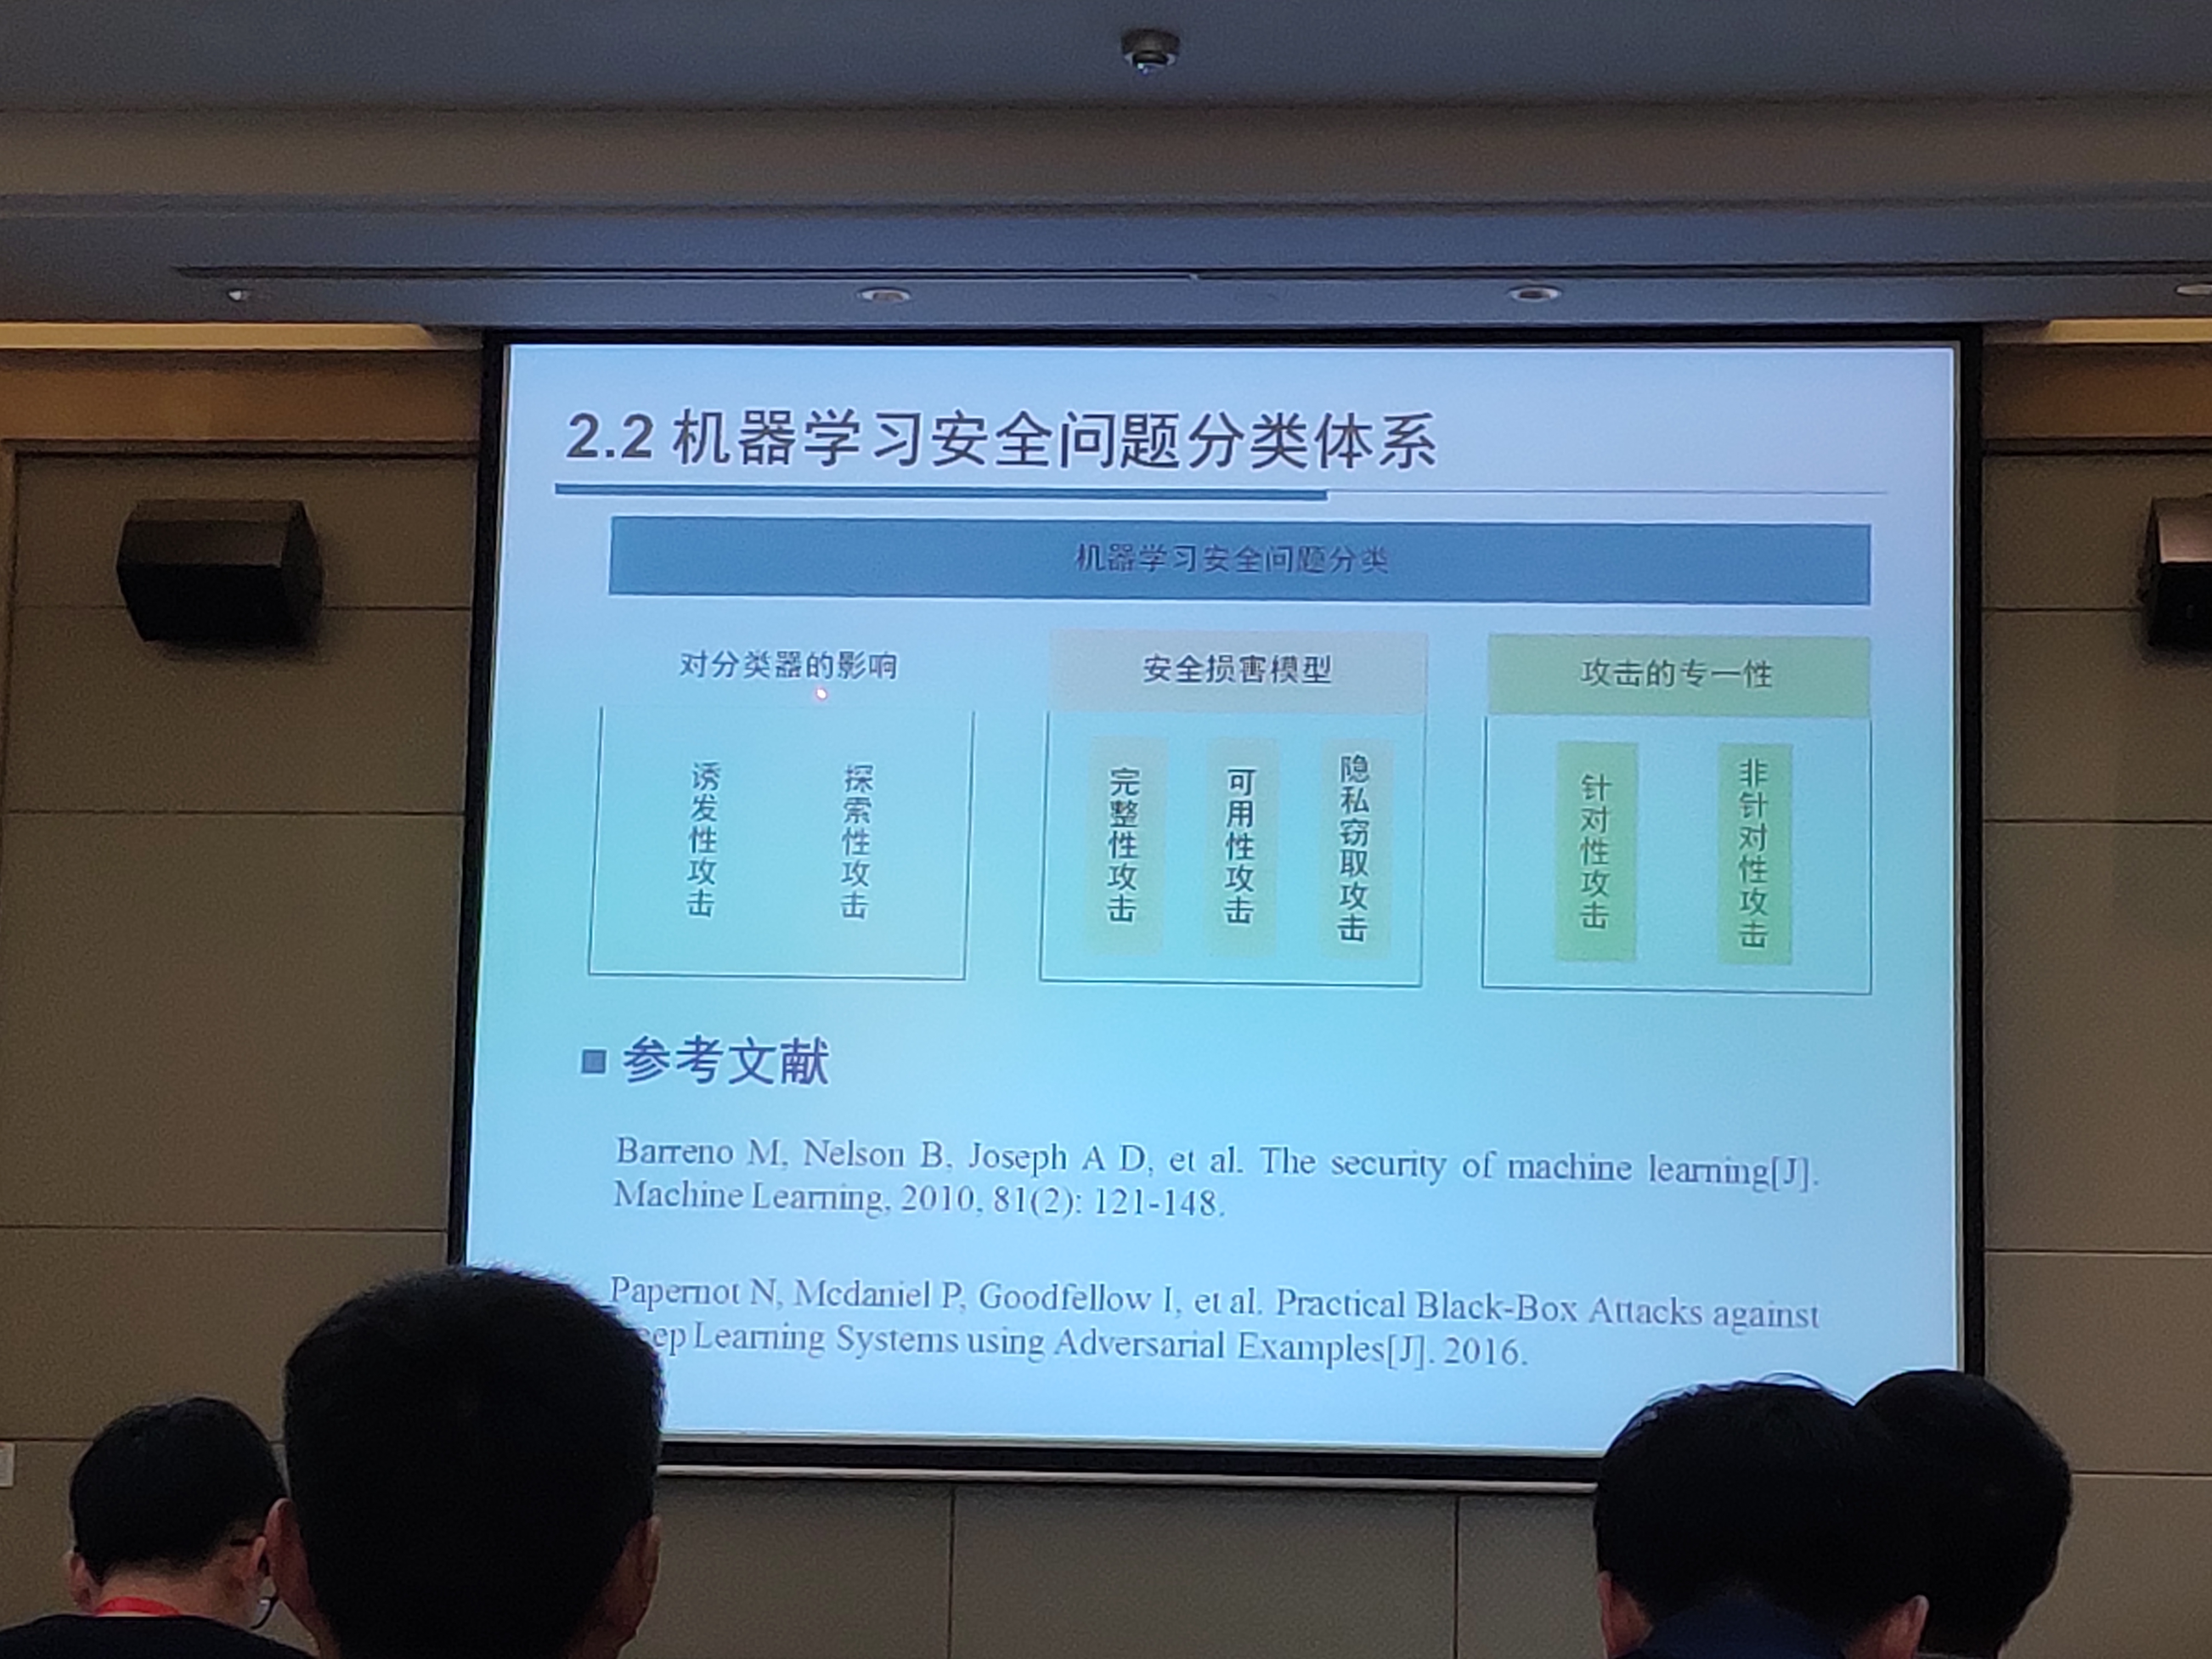 2.2 机器学习安全问题分类体系
机器学习安全问题分类
对分类器的影响
诱发性攻击
探索性攻击
安全损害模型
完整性攻击
可用性攻击
隐私窃取攻击
攻击的专一性
针对性攻击
非针对性攻击
■ 参考文献
Barreno M, Nelson B, Joseph A D, et al. The security of machine learning[J].
Machine Learning, 2010, 81(2): 121-148.
Papernot N, Mcdaniel P, Goodfellow I, et al. Practical Black-Box Attacks against
eep Learning Systems using Adversarial Examples[J]. 2016.